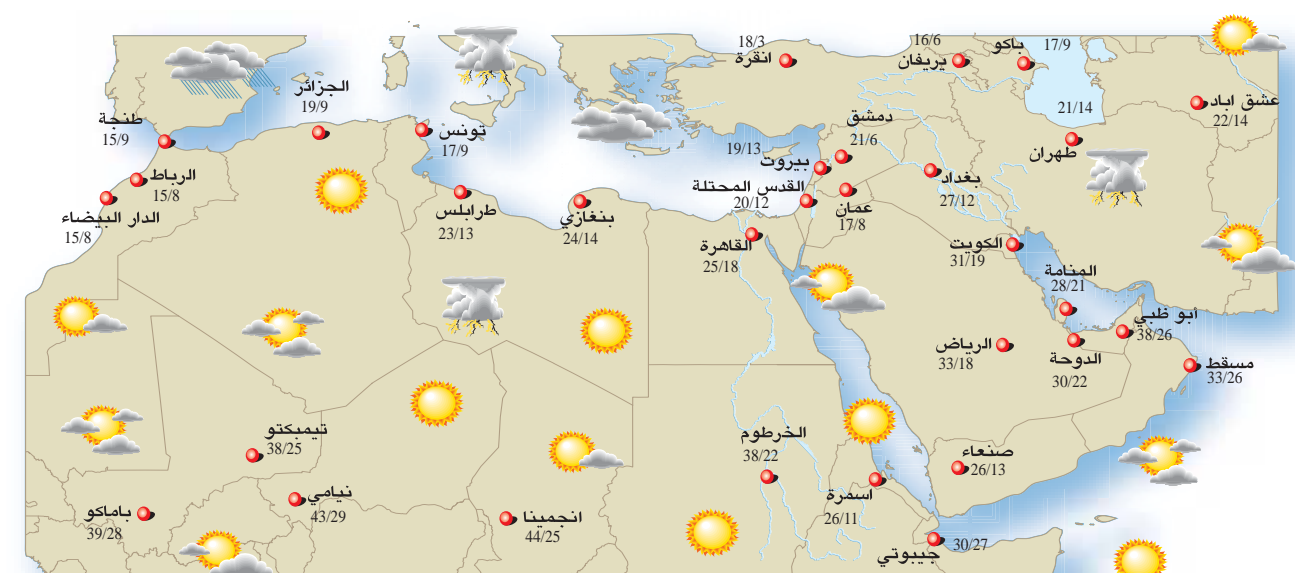 18/3
انقرة
16/6
يريفان
باكو
17/9
21/14
عشق اباد
22/14
طهران
الجزائر
19/9
طنجة
15/9
تونس
17/9
دمشق
21/6
19/13
بيروت
بغداد
27/12
الرباط
15/8
القدس المحتلة
20/12
عمان
17/8
الدار البيضاء
15/8
طرابلس
23/13
بنغازي
24/14
القاهرة
25/18
الكويت
31/19
المنامة
28/21
أبو ظبي
38/26
الرياض
33/18
الدوحة
30/22
مسقط
33/26
تيمبكتو
38/25
الخرطوم
38/22
صنعاء
26/13
نيامي
43/29
باماكو
39/28
انجمينا
44/25
اسمرة
26/11
30/27
جيبوتي